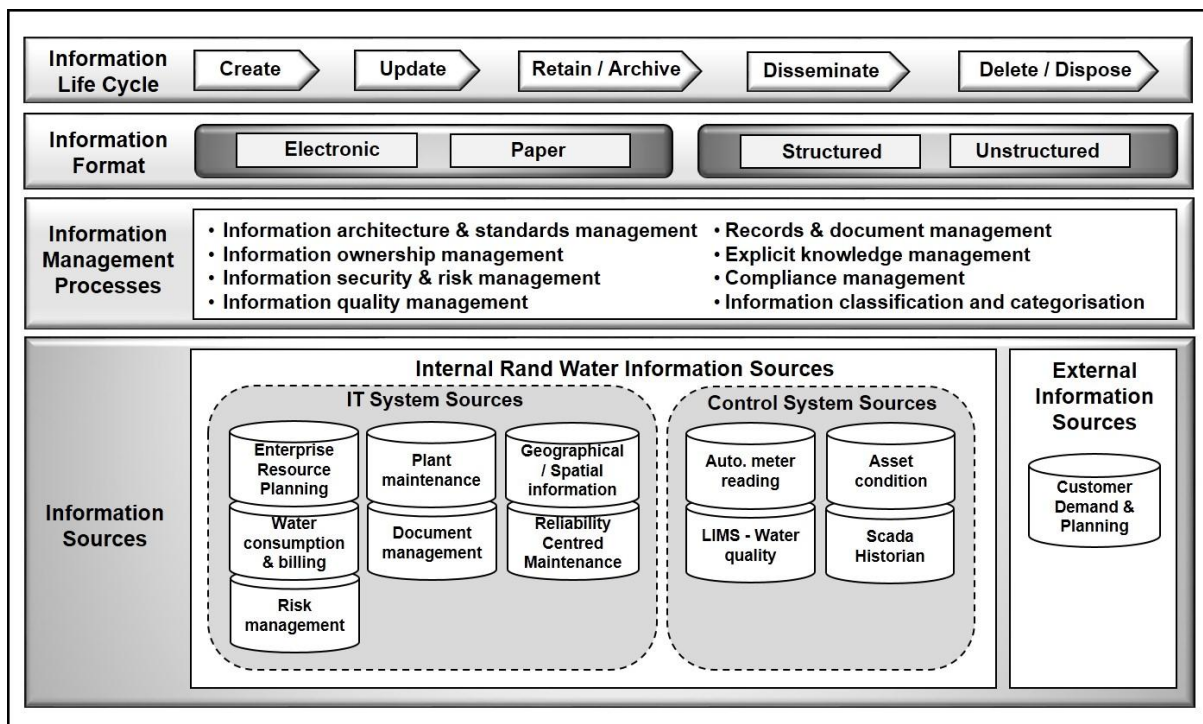 Information
Life Cycle
Create
Update
Retain / Archive
Disseminate
Delete / Dispose
Information
Format
Electronic
Paper
Structured
Unstructured
Information
Management
Processes
• Information architecture & standards management
• Information ownership management
• Information security & risk management
• Information quality management
• Records & document management
• Explicit knowledge management
• Compliance management
• Information classification and categorisation
Information
Sources
Internal Rand Water Information Sources
IT System Sources
Enterprise
Resource
Planning
Water
consumption
& billing
Risk
management
Plant
maintenance
Document
management
Geographical
/ Spatial
information
Reliability
Centred
Maintenance
Control System Sources
Auto. meter
reading
LIMS - Water
quality
Asset
condition
Scada
Historian
External
Information
Sources
Customer
Demand &
Planning